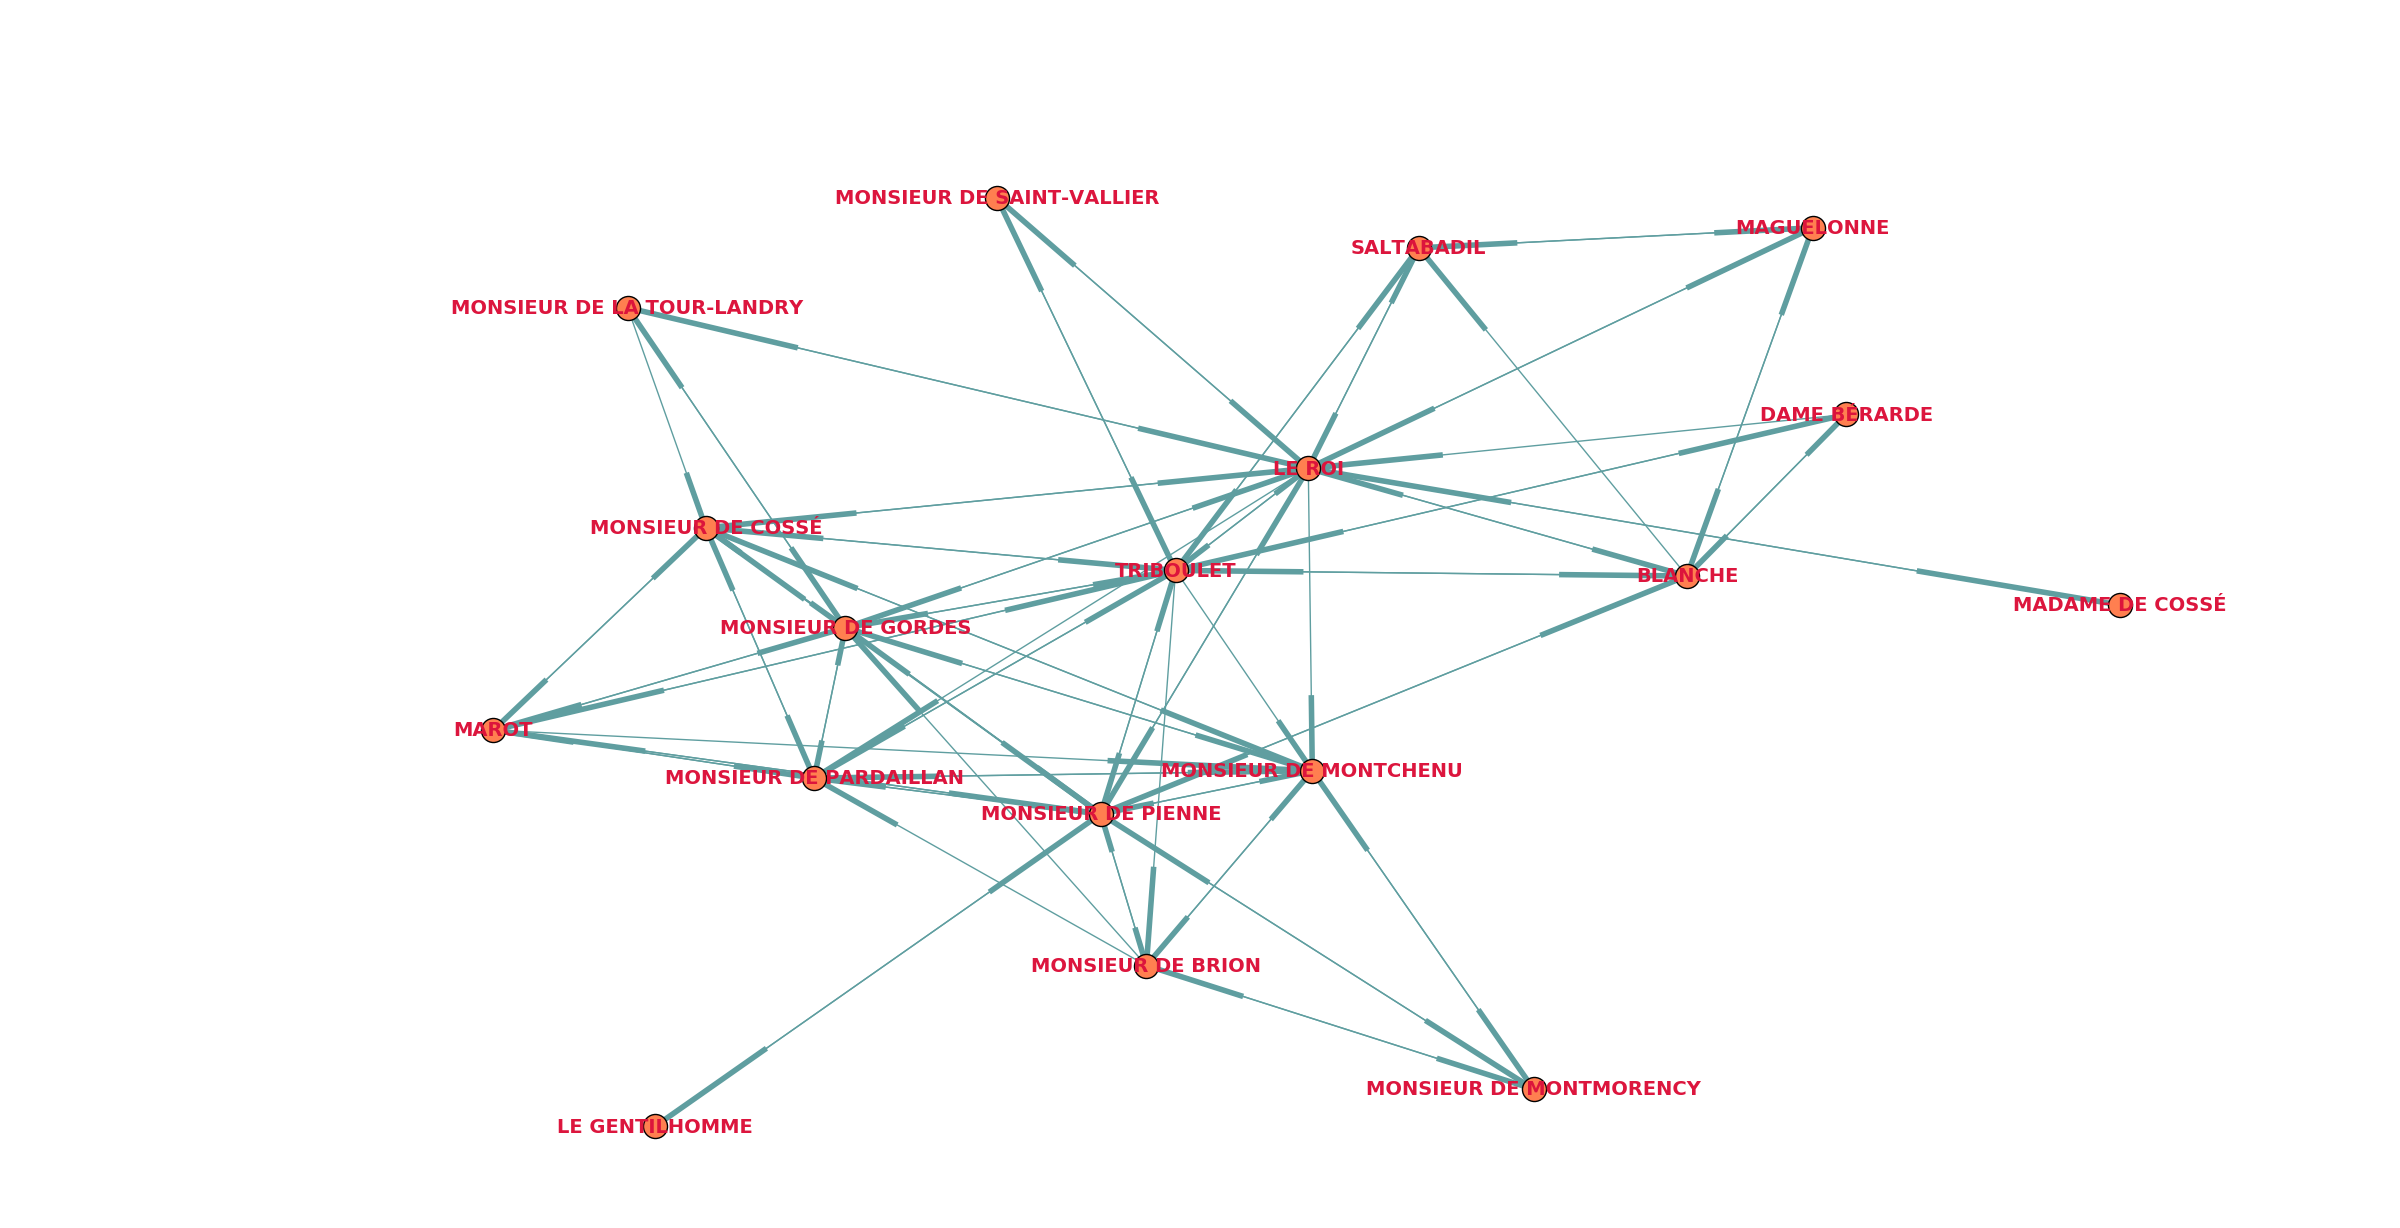 MONSIEUR DE SAINT-VALLIER
MAGUELONNE
SALTABADIL
MONSIEUR DE LA TOUR-LANDRY
DAME BÉRARDE
LE ROI
MONSIEUR DE COSSÉ
TRIBOULET
BLANCHE
MADAME DE COSSÉ
MONSIEUR DE GORDES
MAROT
MONSIEUR DE MONTCHENU
MONSIEUR DE PARDAILLAN
MONSIEUR DE PIENNE
MONSIEUR DE BRION
MONSIEUR DE MONTMORENCY
LE GENTILHOMME